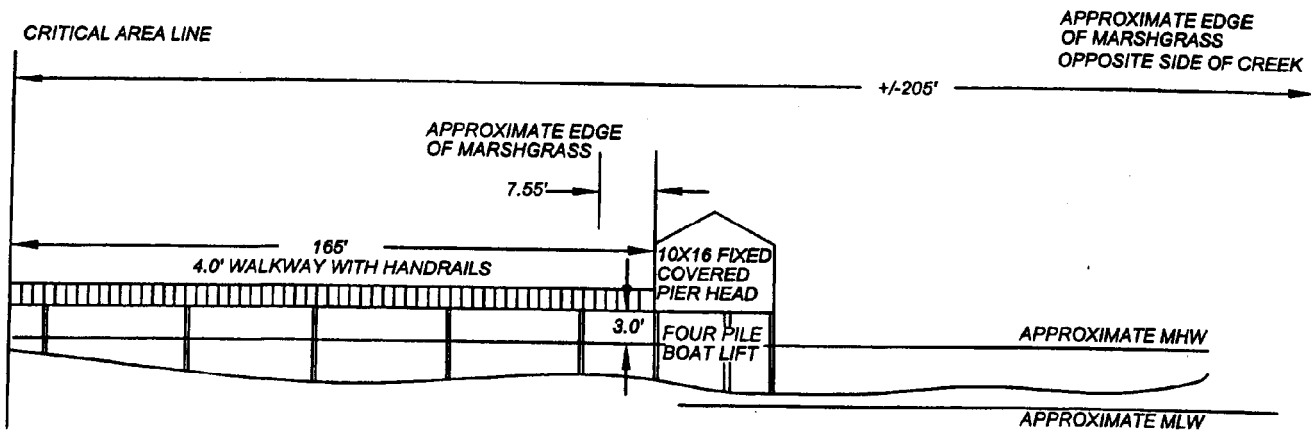 CRITICAL AREA LINE
APPROXIMATE EDGE
OF MARSHGRASS
OPPOSITE SIDE OF CREEK
+/-205'
APPROXIMATE EDGE
OF MARSHGRASS
7.55'
165'
4.0' WALKWAY WITH HANDRAILS
10X16 FIXED
COVERED
PIER HEAD
3.0'
FOUR PILE
BOAT LIFT
APPROXIMATE MHW
APPROXIMATE MLW